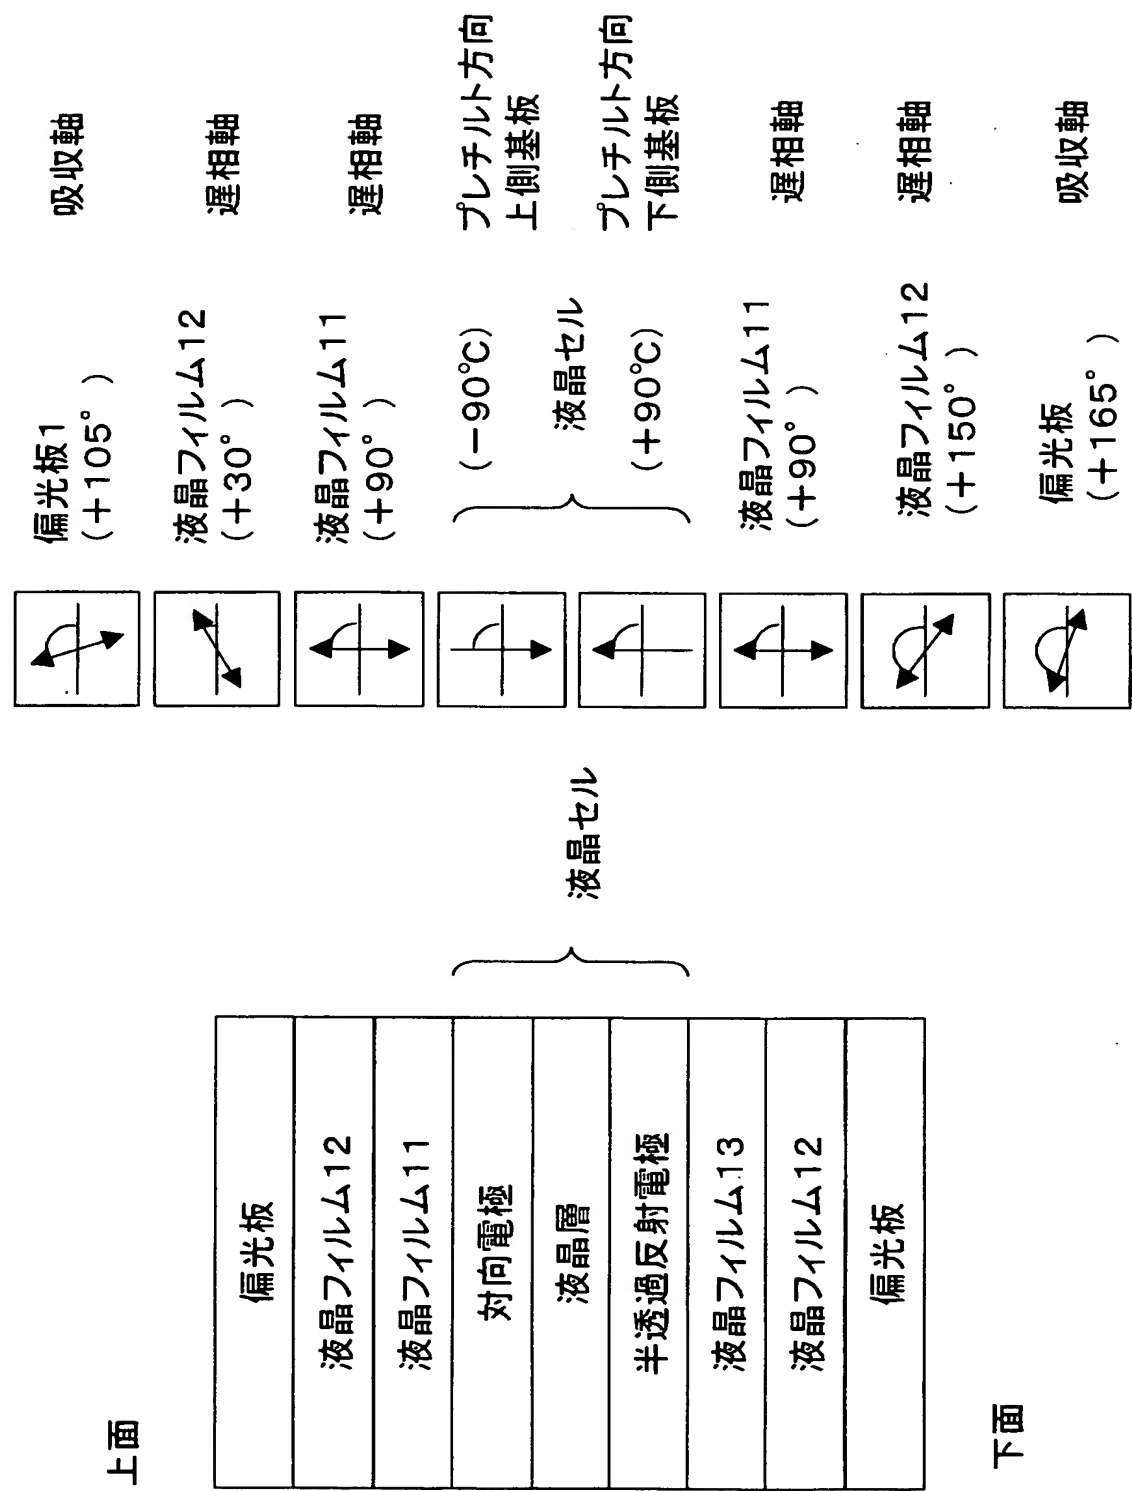 上面
偏光板
液晶フィルム12
液晶フィルム11
対向電極
液晶層
半透過反射電極
液晶フィルム13
液晶フィルム12
偏光板
下面
液晶セル
偏光板1
(+105°)
吸収軸
液晶フィルム12
(+30°)
遅相軸
液晶フィルム11
(+90°)
遅相軸
(-90℃)
プレチルト方向
上側基板
液晶セル
(+90℃)
プレチルト方向
下側基板
液晶フィルム11
(+90°)
遅相軸
液晶フィルム12
(+150°)
遅相軸
偏光板
(+165°)
吸収軸